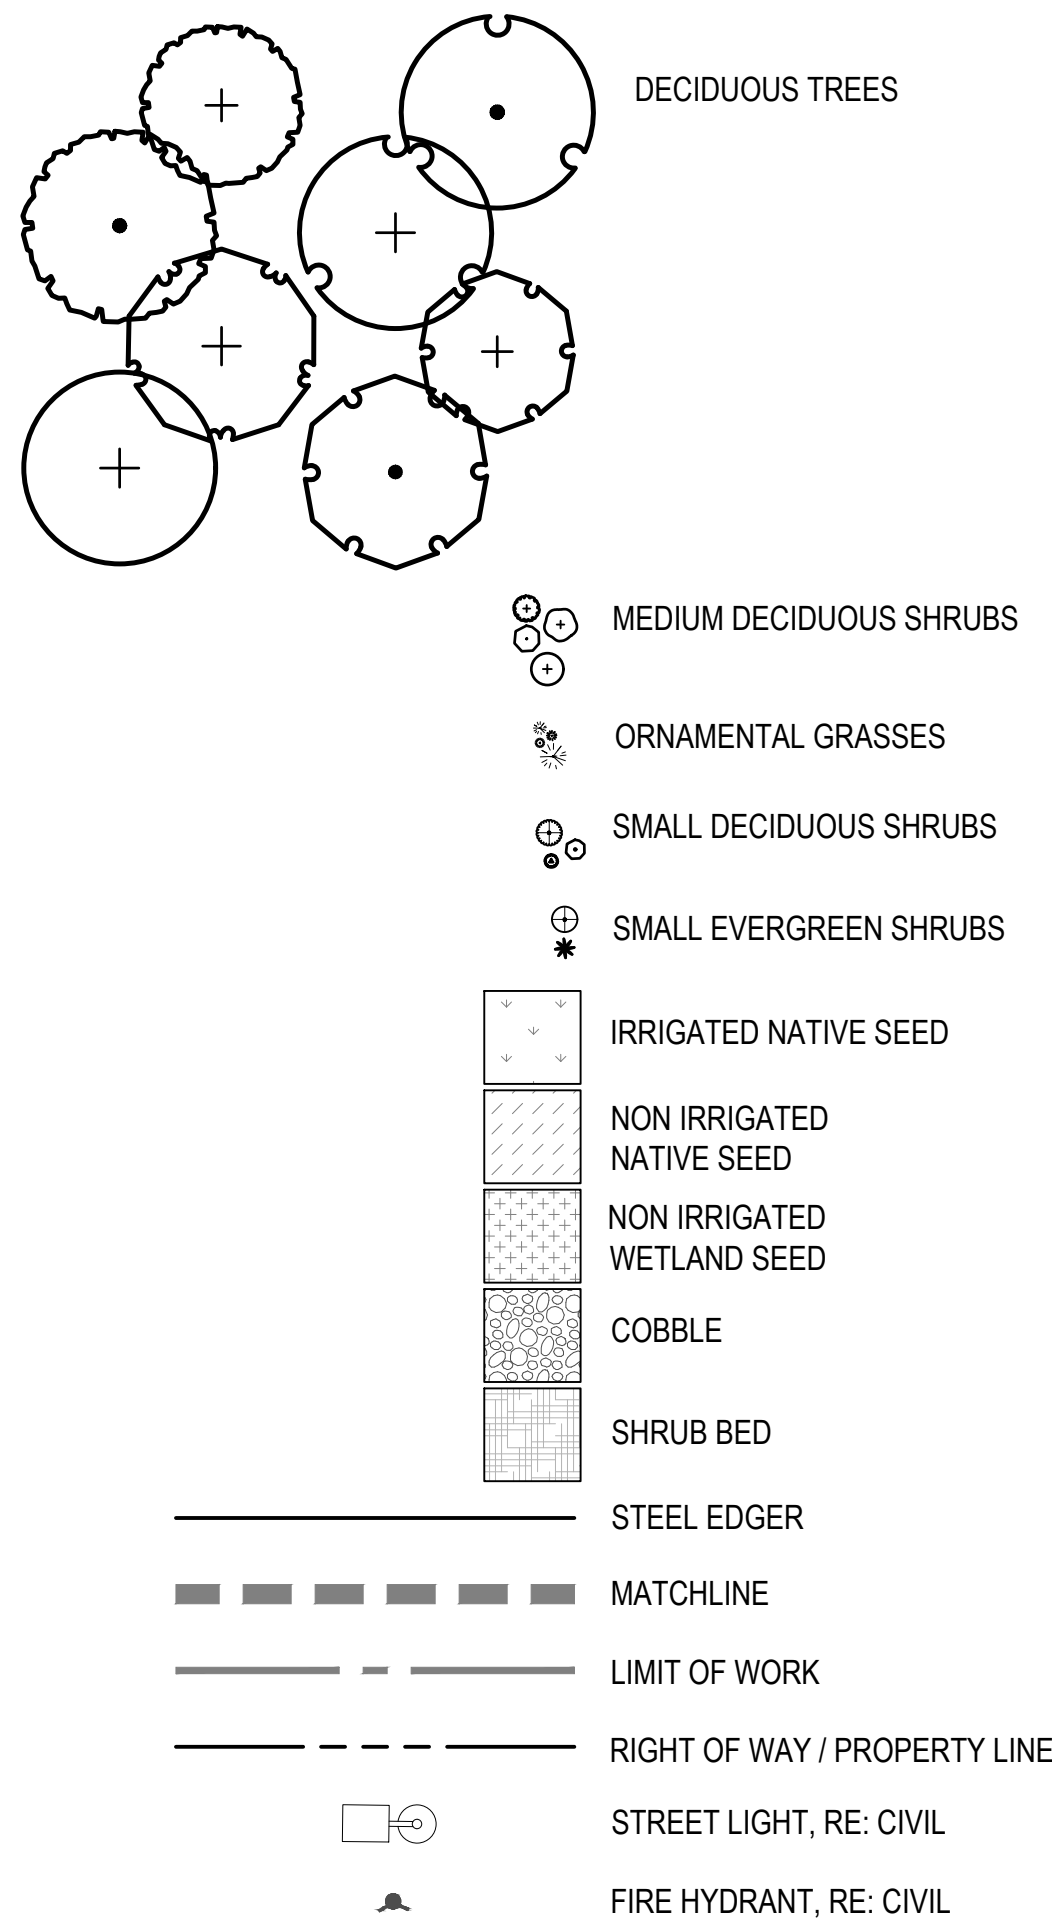 DECIDUOUS TREES
MEDIUM DECIDUOUS SHRUBS
ORNAMENTAL GRASSES
SMALL DECIDUOUS SHRUBS
SMALL EVERGREEN SHRUBS
IRRIGATED NATIVE SEED
NON IRRIGATED
NATIVE SEED
NON IRRIGATED
WETLAND SEED
COBBLE
SHRUB BED
STEEL EDGER
MATCHLINE
LIMIT OF WORK
RIGHT OF WAY / PROPERTY LINE
STREET LIGHT, RE: CIVIL
FIRE HYDRANT, RE: CIVIL